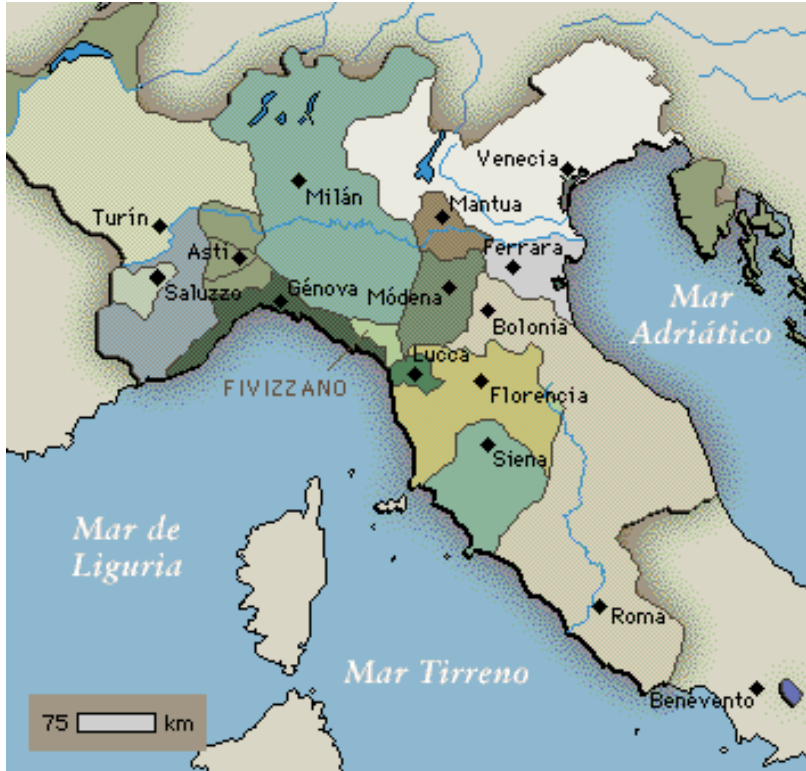 Venecia
Milán
Mantua
Turín
Asti
Ferrara
Saluzzo
Génova
Módena
Mar
Adriático
Bolonia
Lucca
FIVIZZANO
Florencia
Siena
Mar de
Liguria
Roma
Mar Tirreno
Benevento
75 km